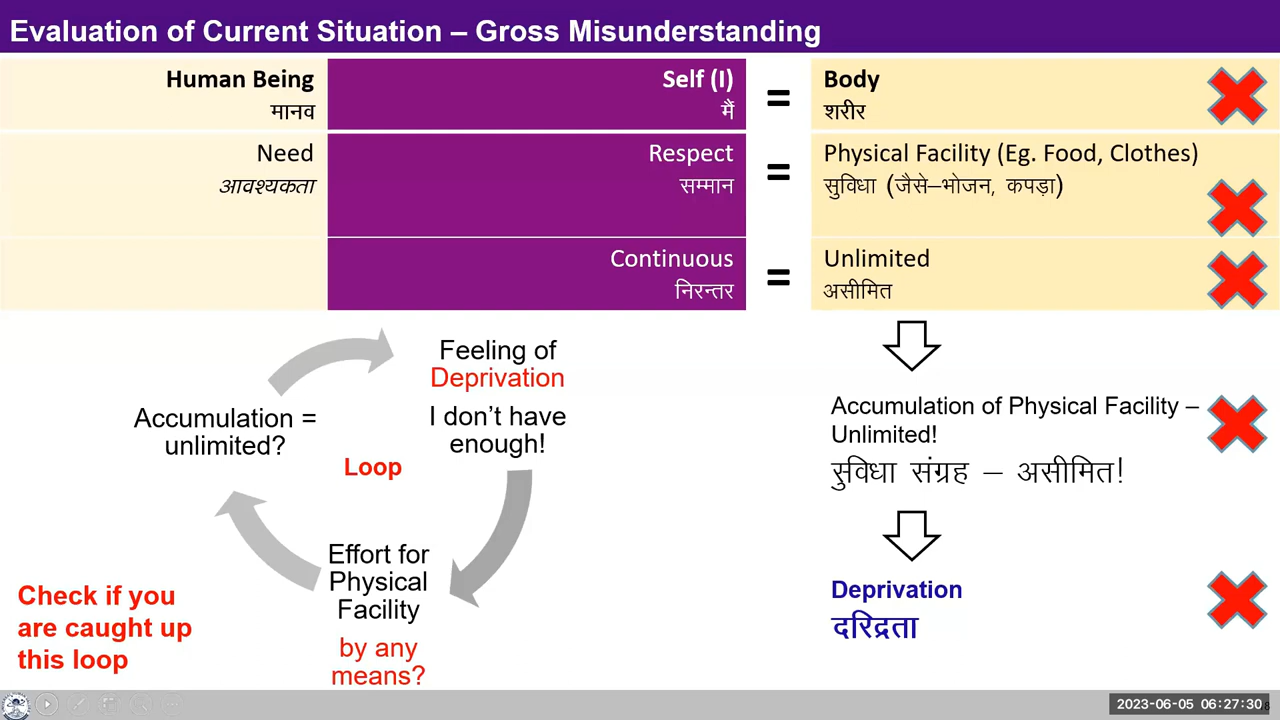 Evaluation of Current Situation – Gross Misunderstanding
Human Being
मानव
Self (I)
मैं
=
Body
शरीर
Need
आवश्यकता
Respect
सम्मान
=
Physical Facility (Eg. Food, Clothes)
सुविधा (जैसे–भोजन, कपड़ा)
Continuous
निरन्तर
=
Unlimited
असीमित
Feeling of
Deprivation
I don’t have
enough!
Accumulation =
unlimited?
Loop
Effort for
Physical
Facility
by any
means?
Check if you
are caught up
this loop
Accumulation of Physical Facility –
Unlimited!
सुविधा संग्रह – असीमित!
Deprivation
दरिद्रता
2023-06-05 06:27:30